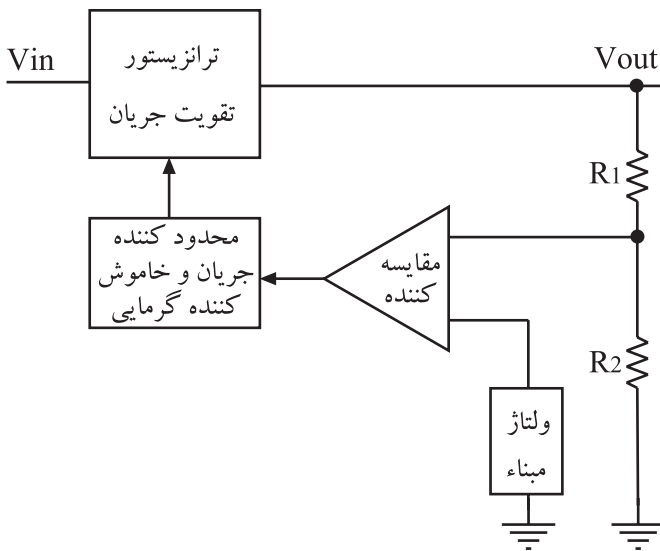 Vin
ترانزیستور
تقویت جریان
Vout
R1
محدود کننده
جریان و خاموش
کننده گرمایی
مقایسه
کننده
R2
ولتاژ
مبناء